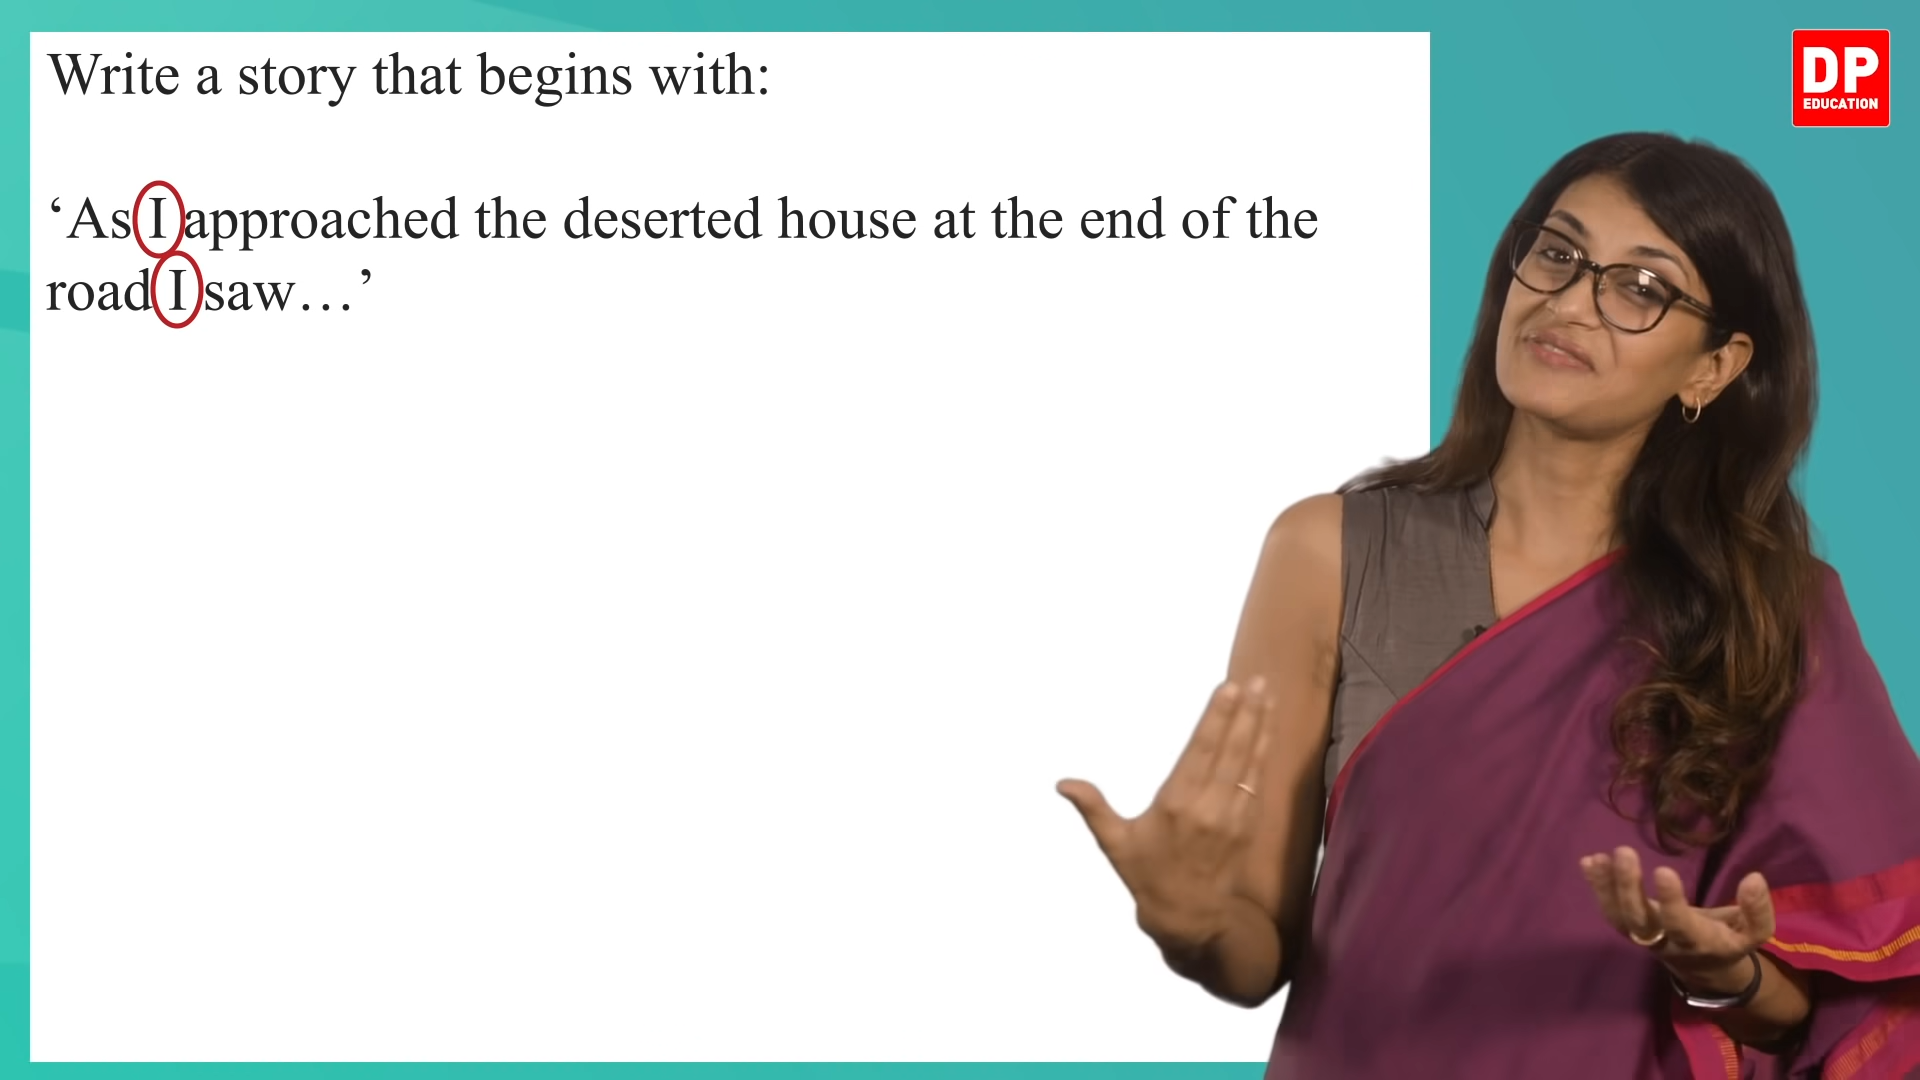 Write a story that begins with:
‘As I approached the deserted house at the end of the
road I saw…’
DP
EDUCATION